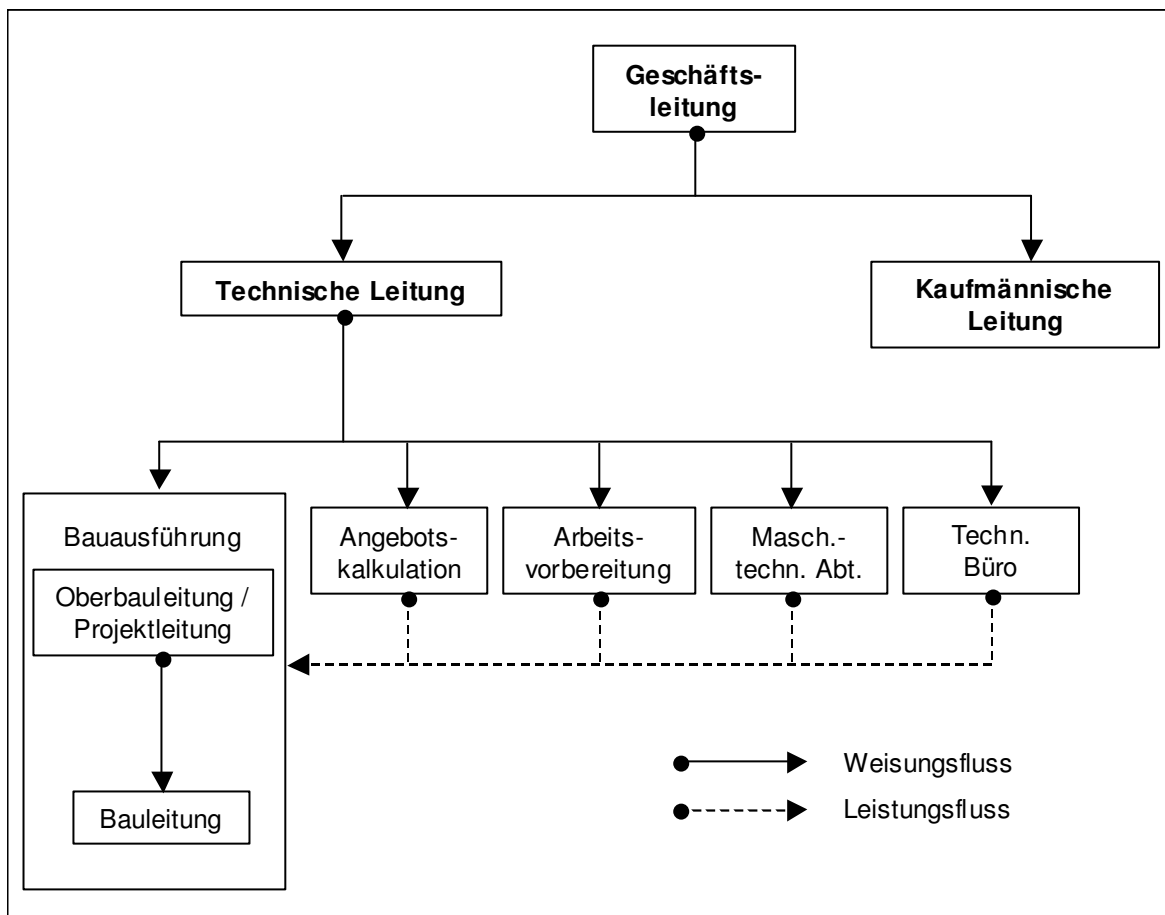 Geschäfts-
leitung
Technische Leitung
Kaufmännische
Leitung
Bauausführung
Oberbauleitung /
Projektleitung
Bauleitung
Angebots-
kalkulation
Arbeits-
vorbereitung
Masch.-
techn. Abt.
Techn.
Büro
Weisungsfluss
Leistungsfluss